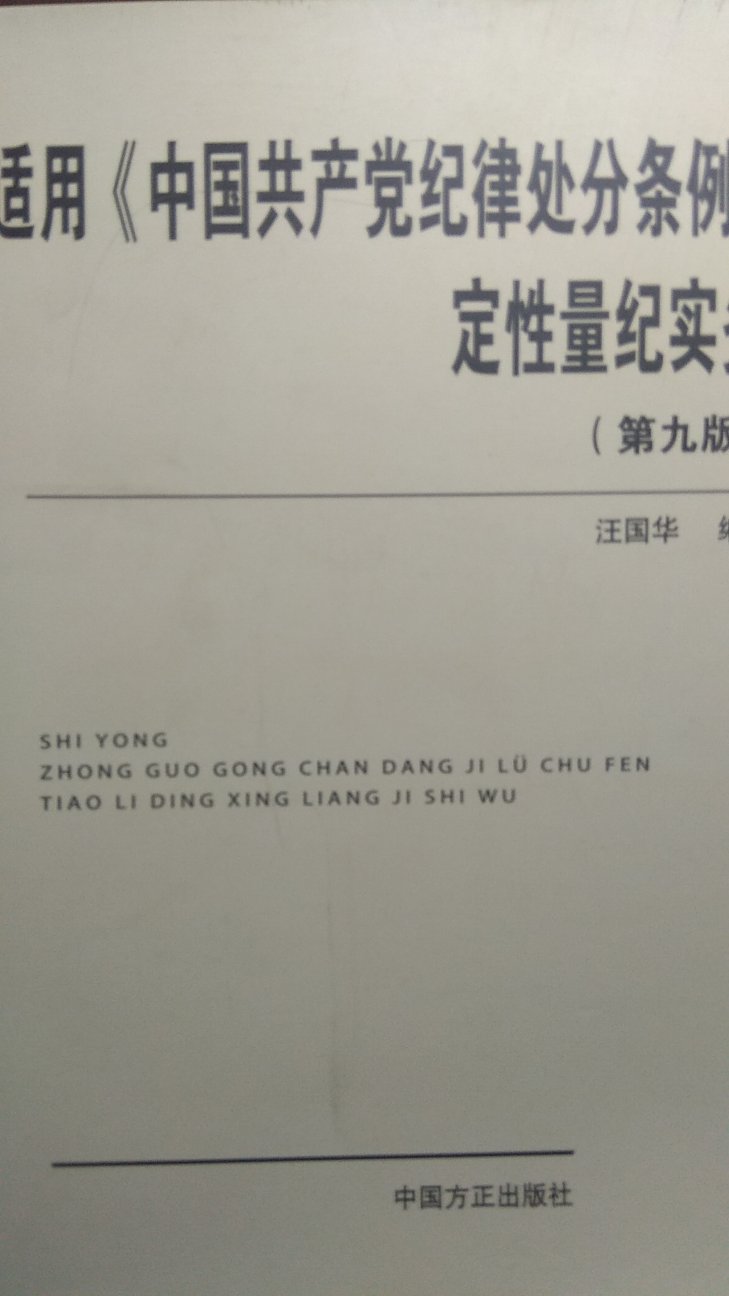 适用《中国共产党纪律处分条例
定性量纪实
（第九版
汪国华
SHI YONG
ZHONG GUO GONG CHAN DANG JI LÜ CHU FEN
TIAO LI DING XING LIANG JI SHI WU
中国方正出版社